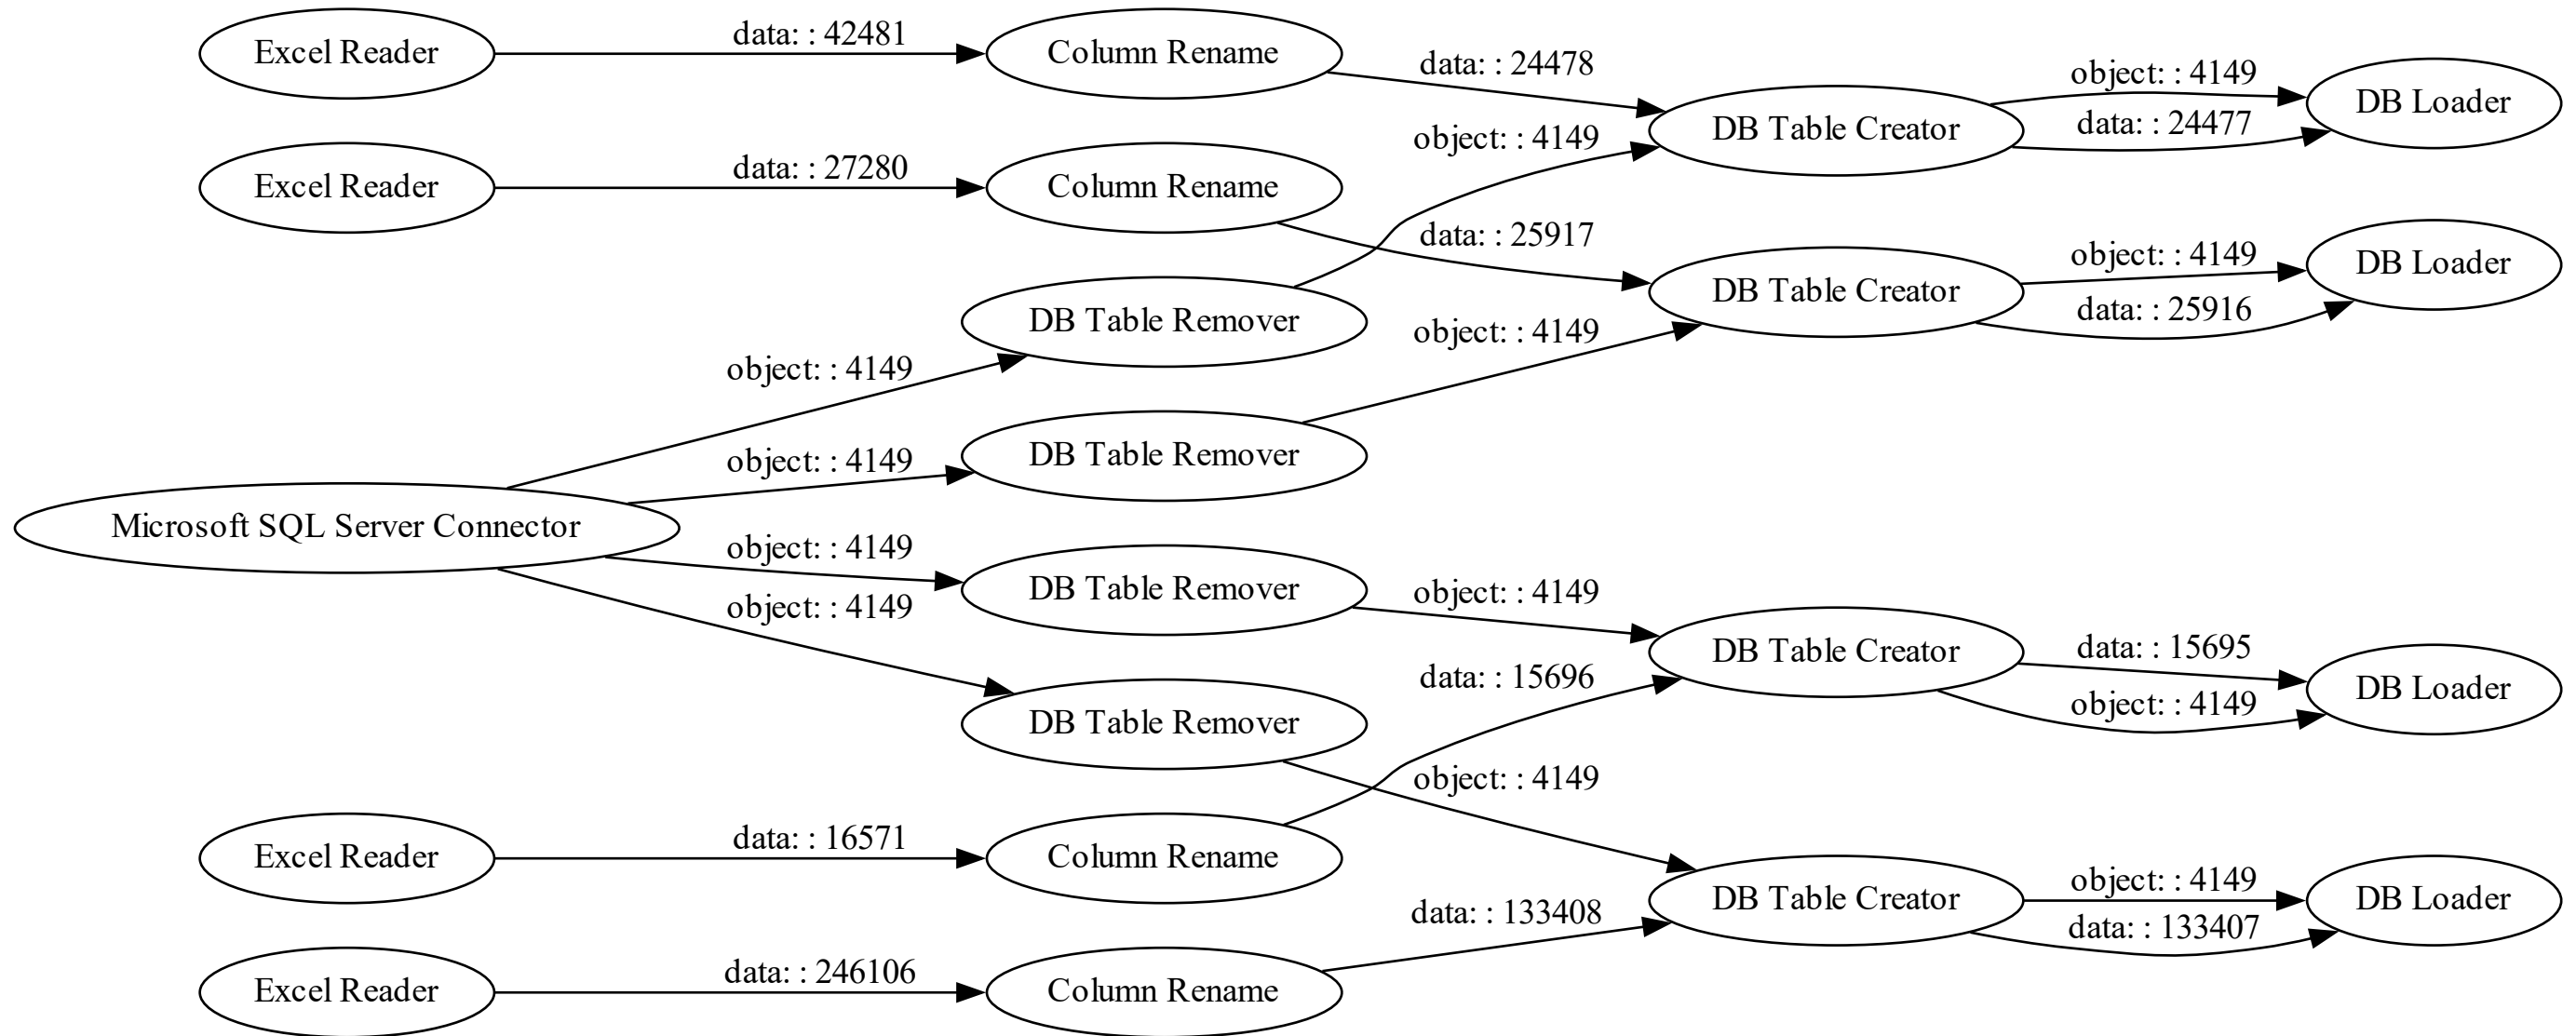 Excel Reader
data: : 42481
Column Rename
data: : 24478
DB Table Creator
object: : 4149
data: : 24477
DB Loader
Excel Reader
data: : 27280
Column Rename
object: : 4149
data: : 25917
DB Table Creator
object: : 4149
data: : 25916
DB Loader
DB Table Remover
object: : 4149
object: : 4149
DB Table Remover
object: : 4149
Microsoft SQL Server Connector
object: : 4149
DB Table Remover
object: : 4149
object: : 4149
DB Table Remover
data: : 15696
DB Table Creator
data: : 15695
object: : 4149
DB Loader
object: : 4149
Excel Reader
data: : 16571
Column Rename
DB Table Creator
object: : 4149
data: : 133407
DB Loader
data: : 133408
Excel Reader
data: : 246106
Column Rename